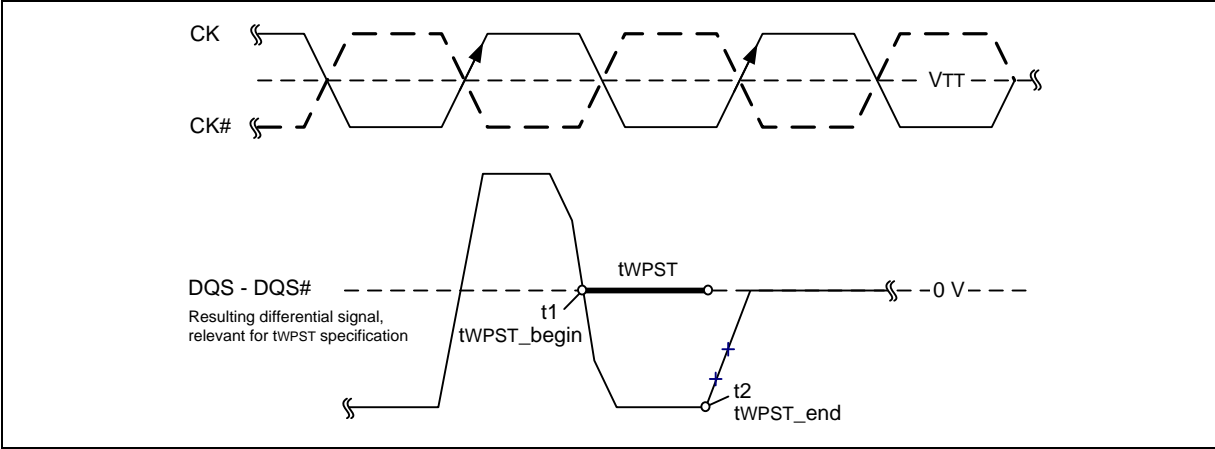 CK
VTT
CK#
tWPST
DQS - DQS#
0 V
Resulting differential signal,
relevant for tWPST specification
t1
tWPST_begin
t2
tWPST_end